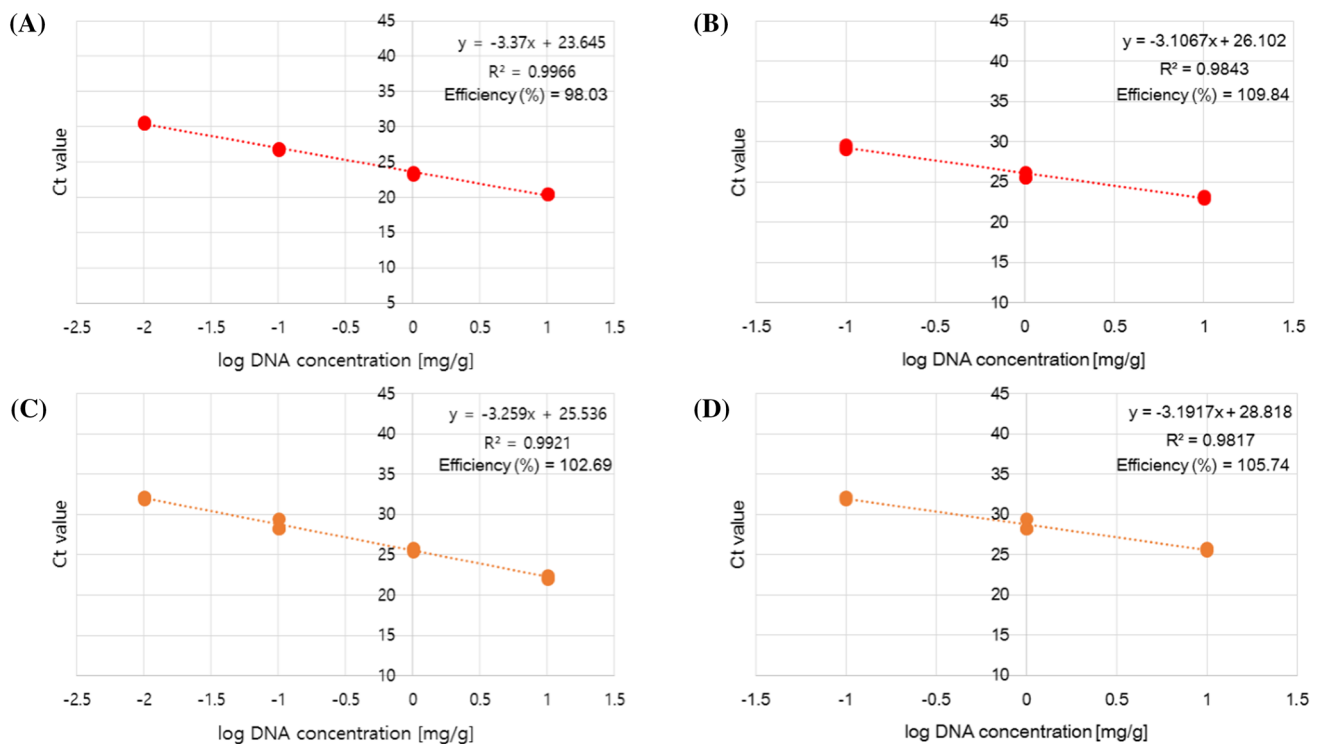 (A)
45
40
35
30
25
20
15
10
5
y = -3.37x + 23.645
R² = 0.9966
Efficiency (%) = 98.03
Ct value
-2.5 -2 -1 -1.5 -1 -0.5 0 0.5 1 1.5
log DNA concentration [mg/g]
(B)
45
40
35
30
25
20
15
10
y = -3.1067x + 26.102
R² = 0.9843
Efficiency (%) = 109.84
Ct value
-1.5 -1 -0.5 0 0.5 1 1.5
log DNA concentration [mg/g]
(C)
45
40
35
30
25
20
15
10
y = -3.259x + 25.536
R² = 0.9921
Efficiency (%) = 102.69
Ct value
-2.5 -2 -1.5 -1 -0.5 0 0.5 1 1.5
log DNA concentration [mg/g]
(D)
45
40
35
30
25
20
15
10
y = -3.1917x + 28.818
R² = 0.9817
Efficiency (%) = 105.74
Ct value
-1.5 -1 -0.5 0 0.5 1 1.5
log DNA concentration [mg/g]